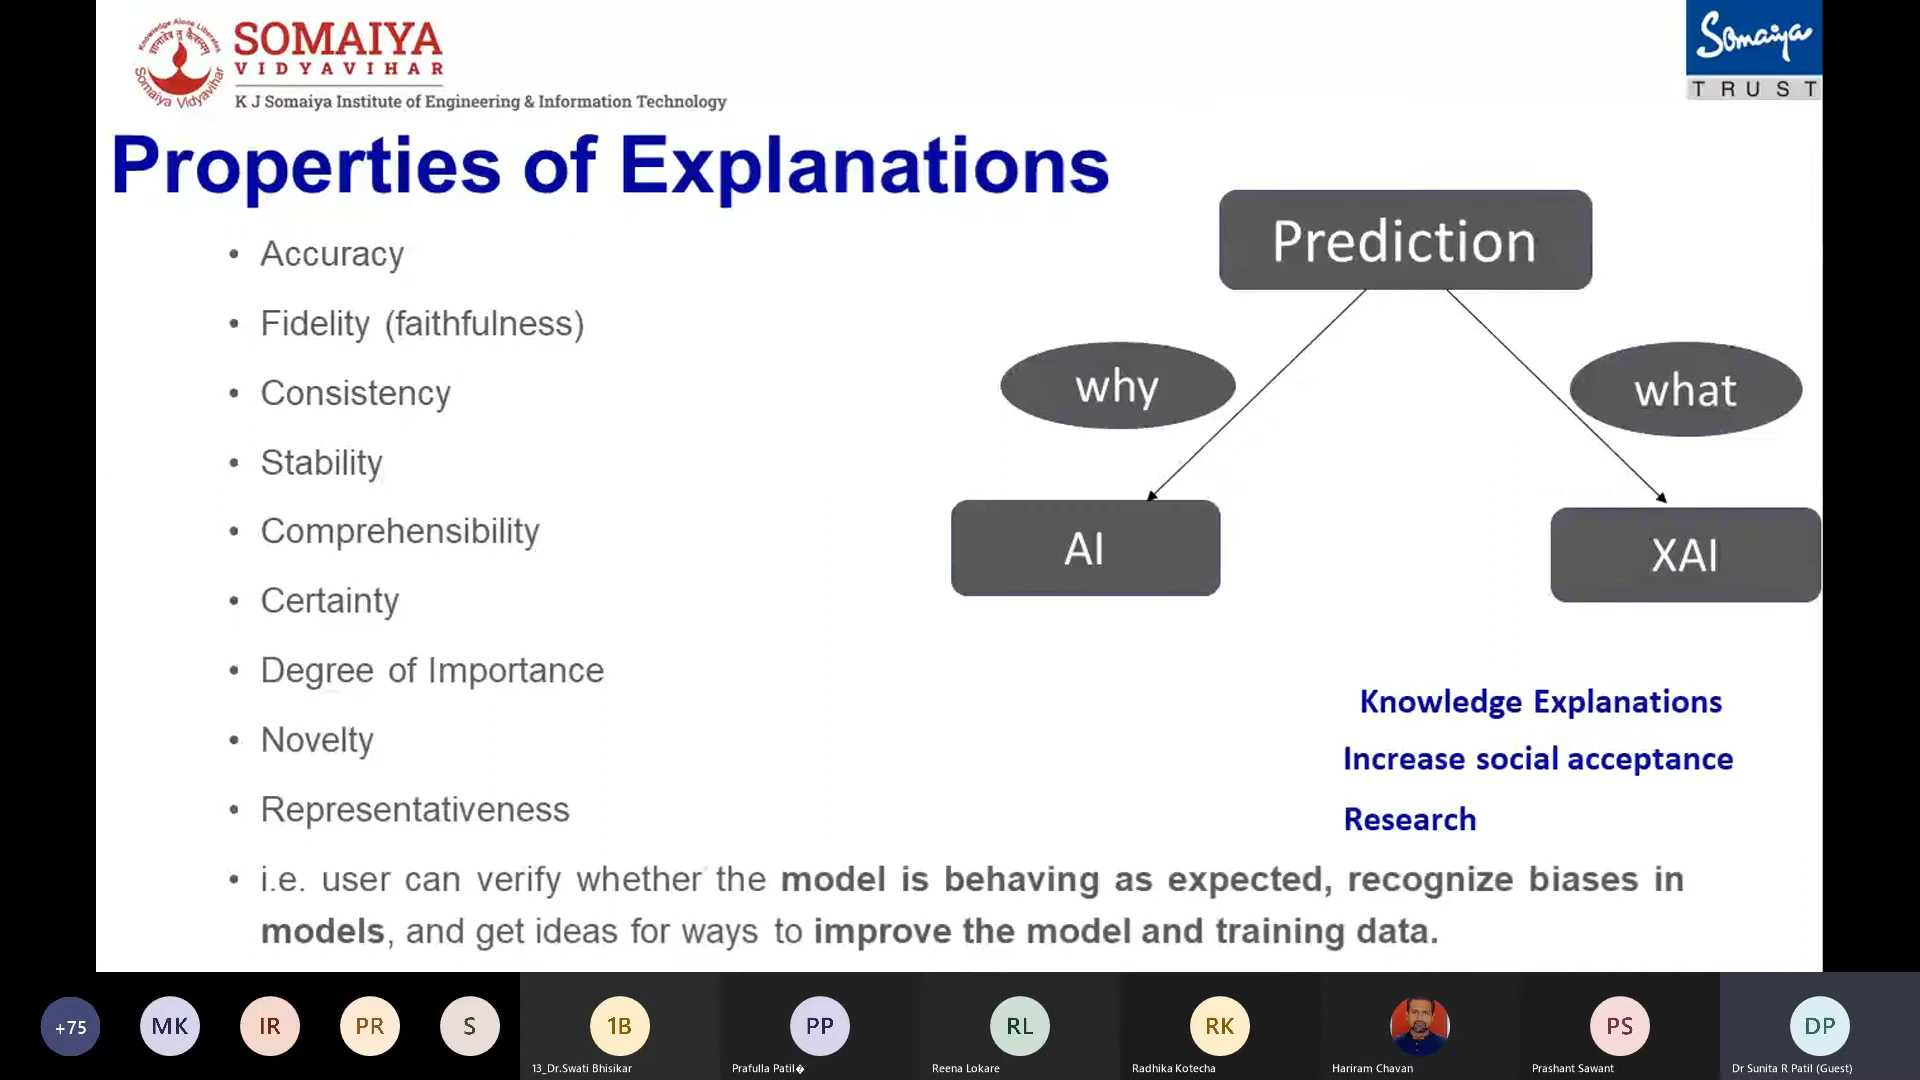 SOMAIYA
VIDYAVIHAR
K J Somaiya Institute of Engineering & Information Technology
Somaiya
TRUST
Properties of Explanations
• Accuracy
• Fidelity (faithfulness)
• Consistency
• Stability
• Comprehensibility
• Certainty
• Degree of Importance
• Novelty
• Representativeness
• i.e. user can verify whether the model is behaving as expected, recognize biases in
models, and get ideas for ways to improve the model and training data.
Prediction
why
what
AI
XAI
Knowledge Explanations
Increase social acceptance
Research
+75
MK
IR
PR
S
1B
13_Dr.Swati Bhisikar
PP
Prafulla Patil�
RL
Reena Lokare
RK
Radhika Kotecha
Hariram Chavan
PS
Prashant Sawant
DP
Dr Sunita R Patil (Guest)